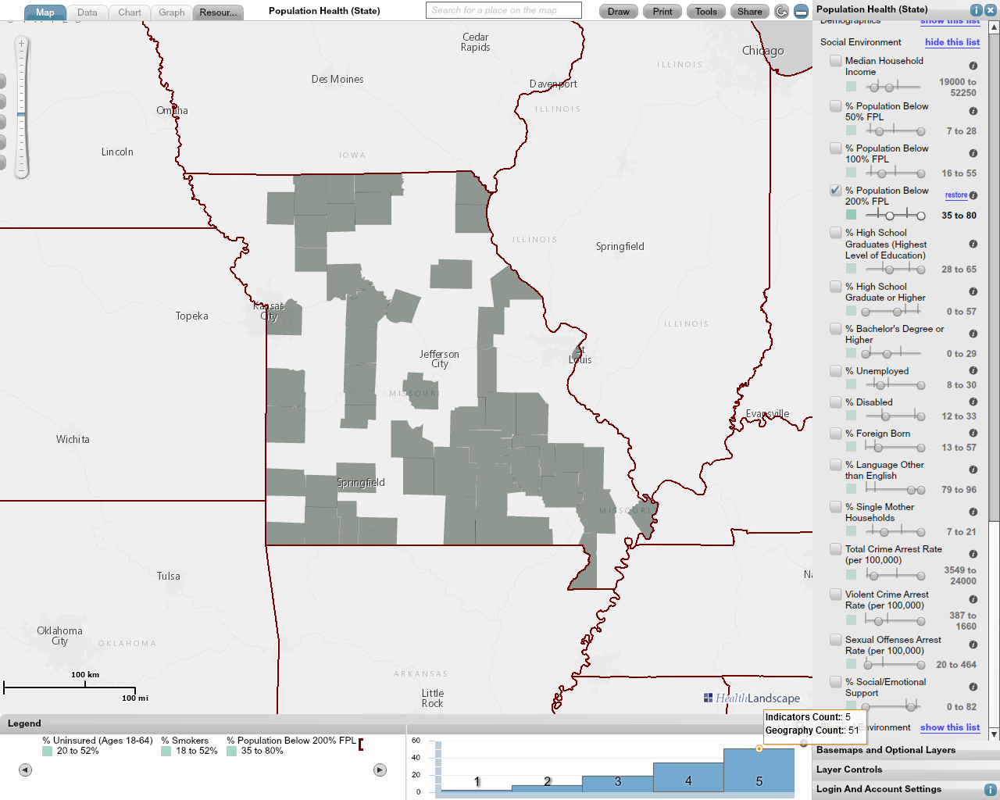 Map
Data
Chart
Graph
Resour...
Population Health (State)
Search for a place on the map
Draw
Print
Tools
Share
Population Health (State)
Demographics
show this list
Social Environment
hide this list
Median Household
Income
19000 to
52250
% Population Below
50% FPL
7 to 28
% Population Below
100% FPL
16 to 55
% Population Below
200% FPL
restore
35 to 80
% High School
Graduates (Highest
Level of Education)
28 to 65
% High School
Graduate or Higher
0 to 57
% Bachelor's Degree or
Higher
0 to 29
% Unemployed
8 to 30
% Disabled
12 to 33
% Foreign Born
13 to 57
% Language Other
than English
79 to 96
% Single Mother
Households
7 to 21
Total Crime Arrest Rate
(per 100,000)
3549 to
24000
Violent Crime Arrest
Rate (per 100,000)
387 to
1660
Sexual Offenses Arrest
Rate (per 100,000)
20 to 464
% Social/Emotional
Support
0 to 82
Environment
show this list
Basemaps and Optional Layers
Layer Controls
Login And Account Settings
Cedar
Rapids
Chicago
ILLINOIS
Des Moines
Davenport
Omaha
ILLINOIS
Lincoln
IOWA
ILLINOIS
Springfield
Kansas
City
Topeka
ILLINOIS
Jefferson
City
St
Louis
MISSOURI
Evansville
Wichita
Springfield
MISSOURI
Tulsa
Na
Oklahoma
City
OKLAHOMA
ARKANSAS
Little
Rock
100 km
100 mi
HealthLandscape
Indicators Count: 5
Geography Count: 51
Legend
% Uninsured (Ages 18-64)
20 to 52%
% Smokers
18 to 52%
% Population Below 200% FPL
35 to 80%
60
40
20
0
1
2
3
4
5